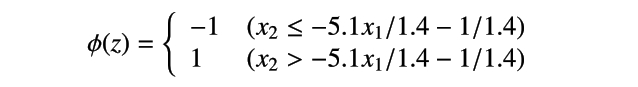 ϕ(z) = { −1 (x₂ ≤ −5.1x₁/1.4 − 1/1.4)
1 (x₂ > −5.1x₁/1.4 − 1/1.4)